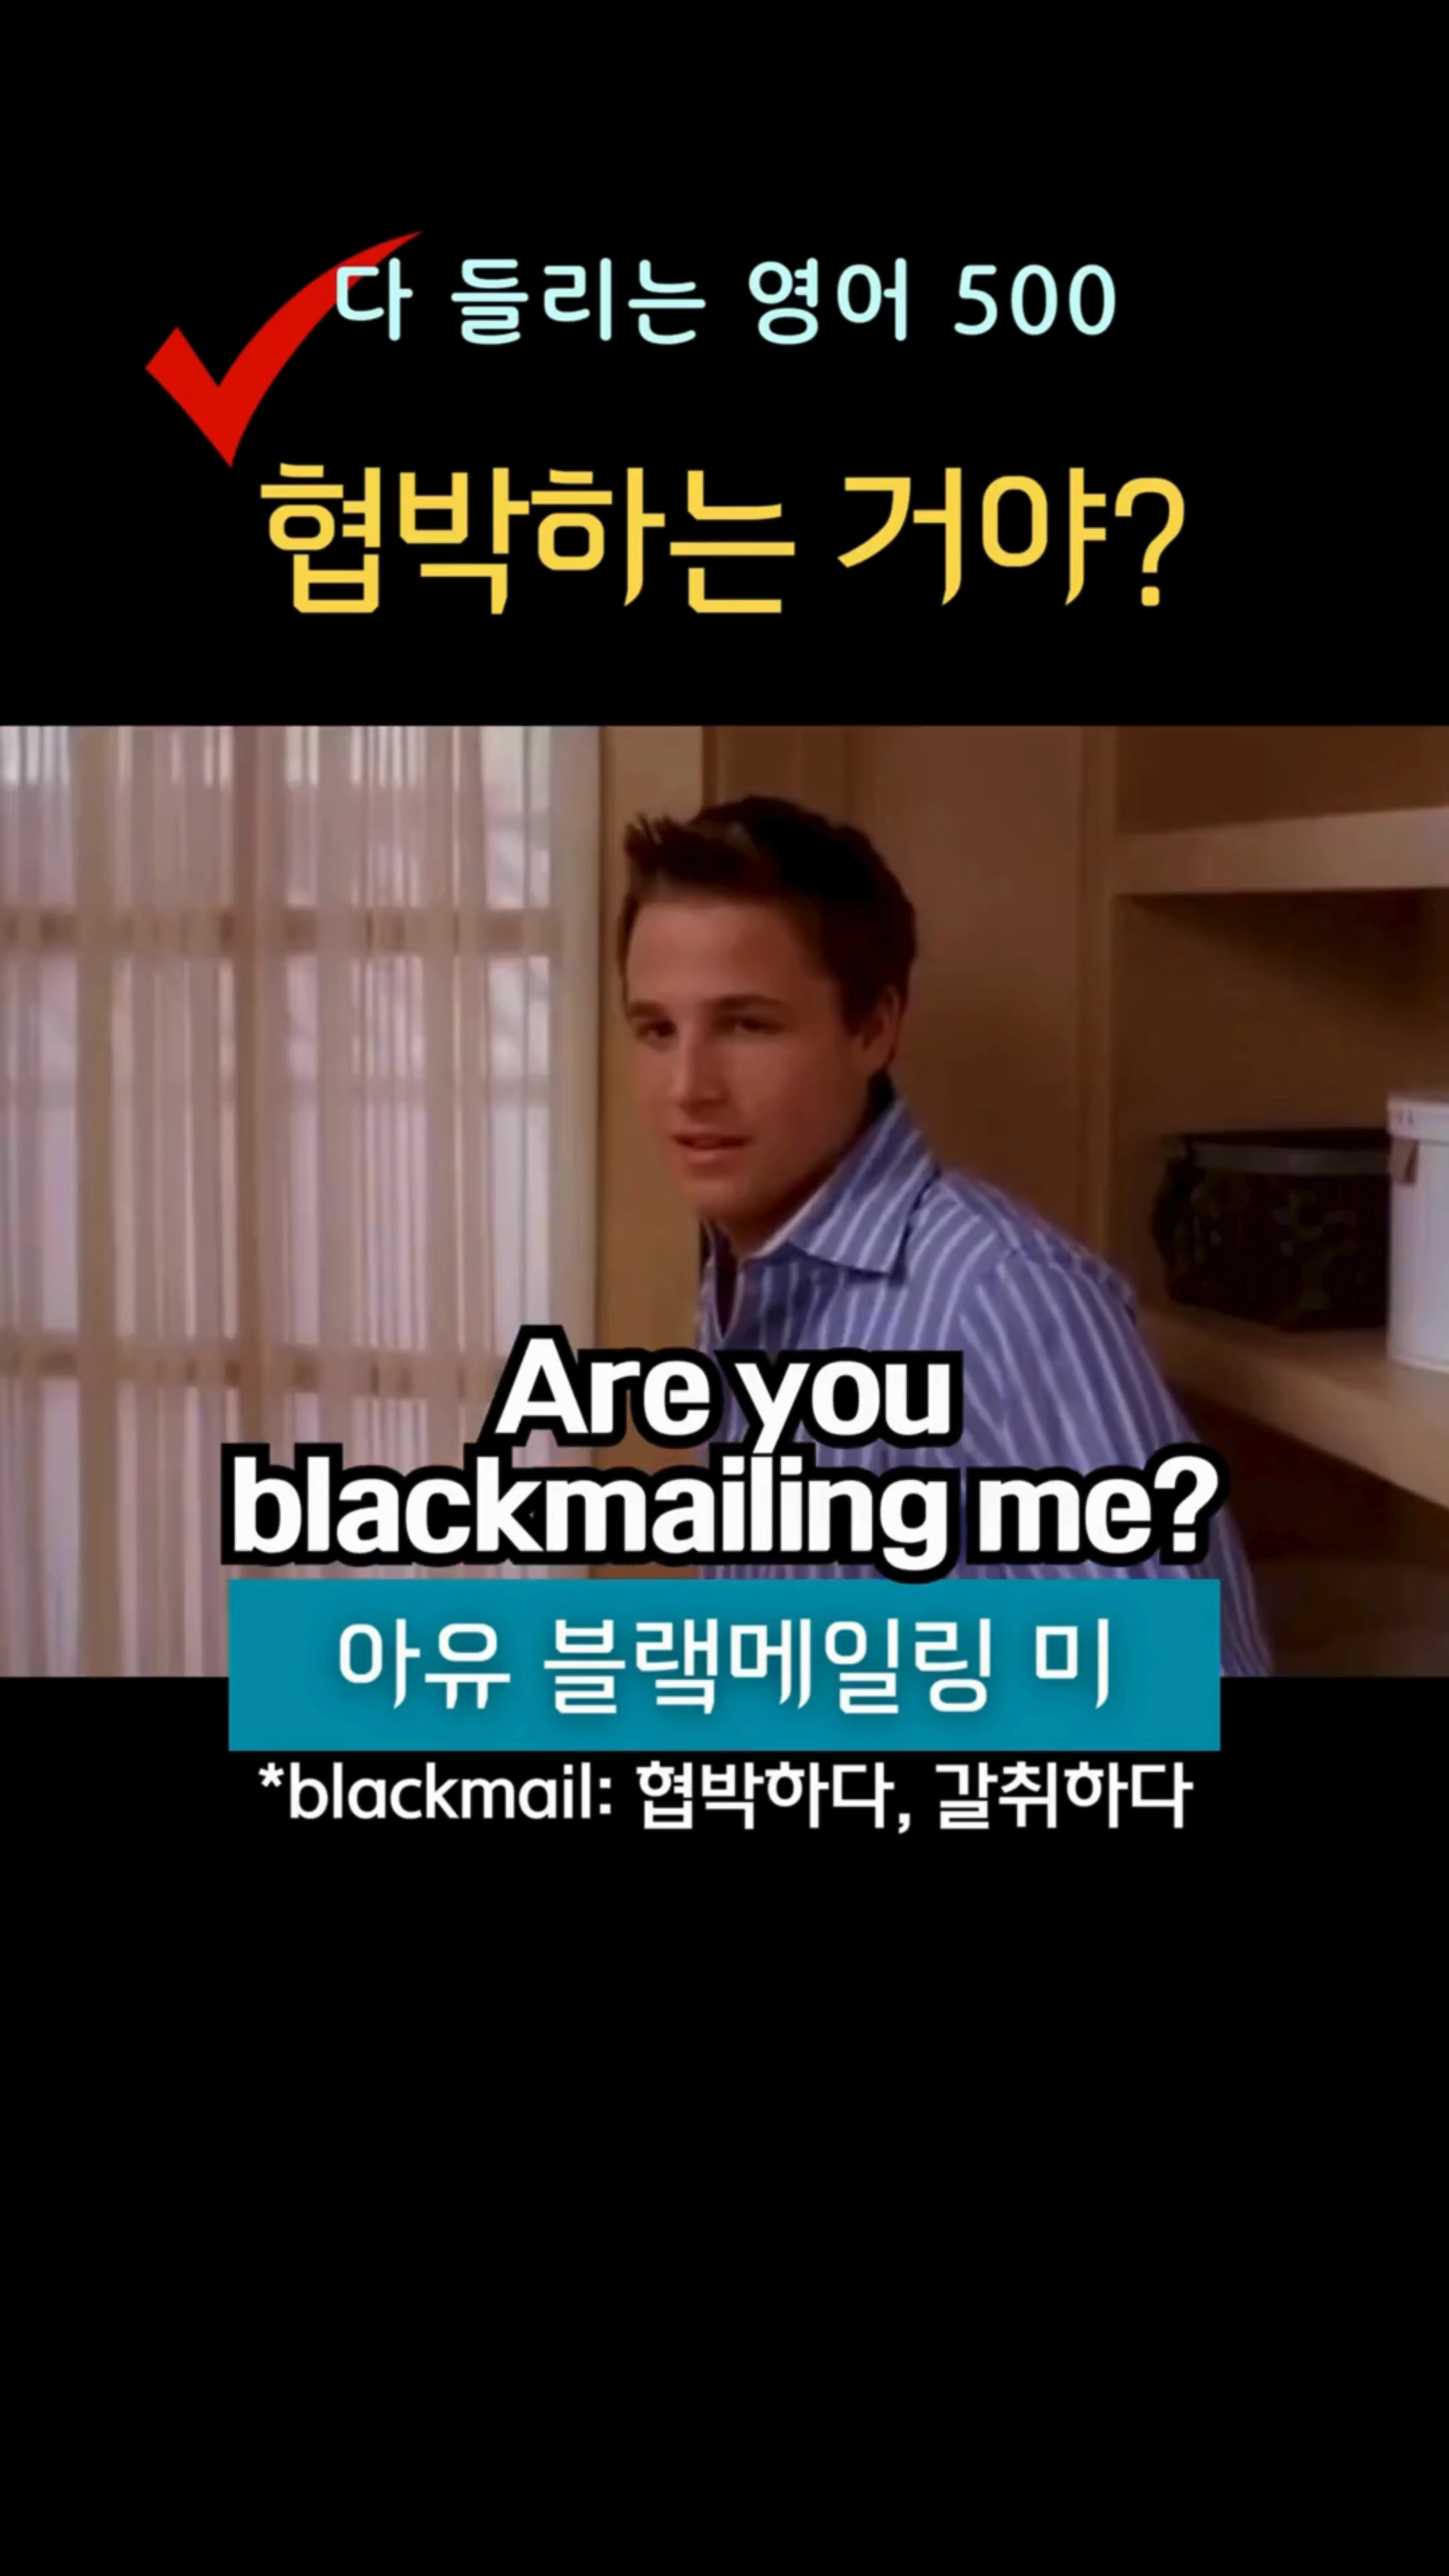 다 들리는 영어 500
협박하는 거야?
Are you
blackmailing me?
아유 블랰메일링 미
*blackmail: 협박하다, 갈취하다